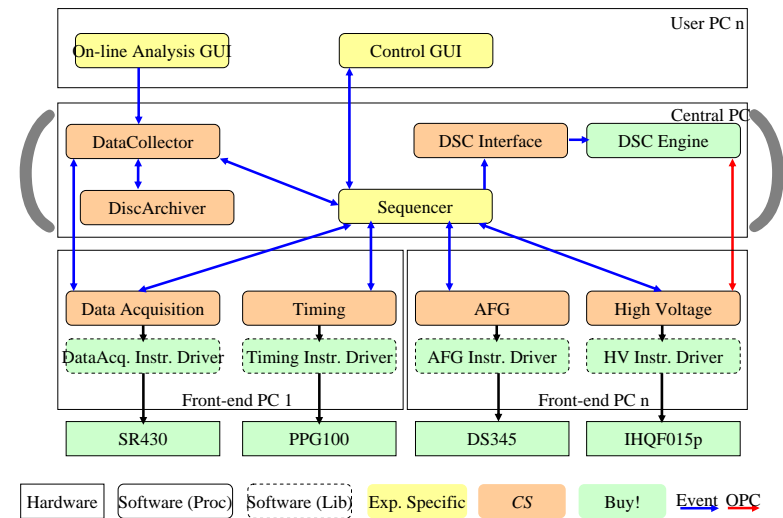 User PC n
On-line Analysis GUI
Control GUI
Central PC
DataCollector
DSC Interface
DSC Engine
DiscArchiver
Sequencer
Data Acquisition
Timing
AFG
High Voltage
DataAcq. Instr. Driver
Timing Instr. Driver
AFG Instr. Driver
HV Instr. Driver
Front-end PC 1
Front-end PC n
SR430
PPG100
DS345
IHQF015p
Hardware
Software (Proc)
Software (Lib)
Exp. Specific
CS
Buy!
Event
OPC